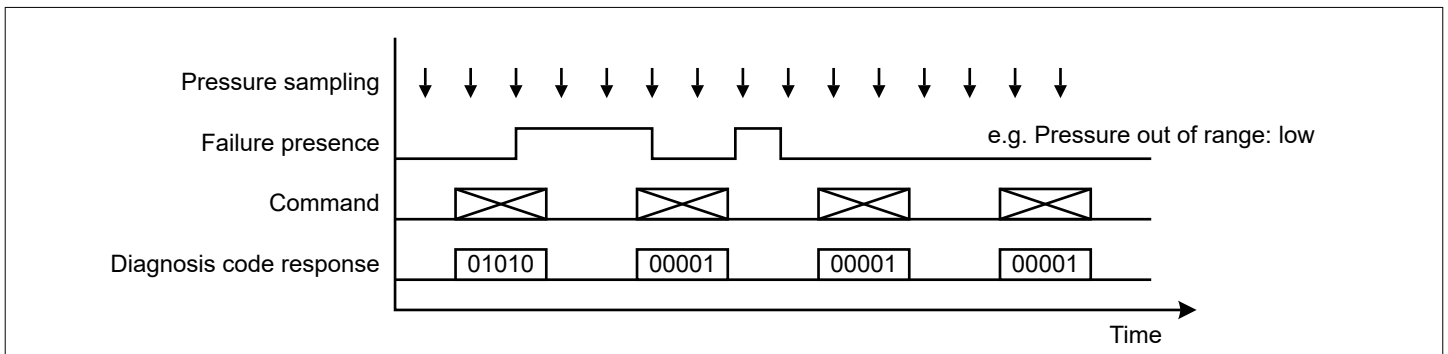 Pressure sampling
Failure presence
e.g. Pressure out of range: low
Command
Diagnosis code response
01010
00001
00001
00001
Time